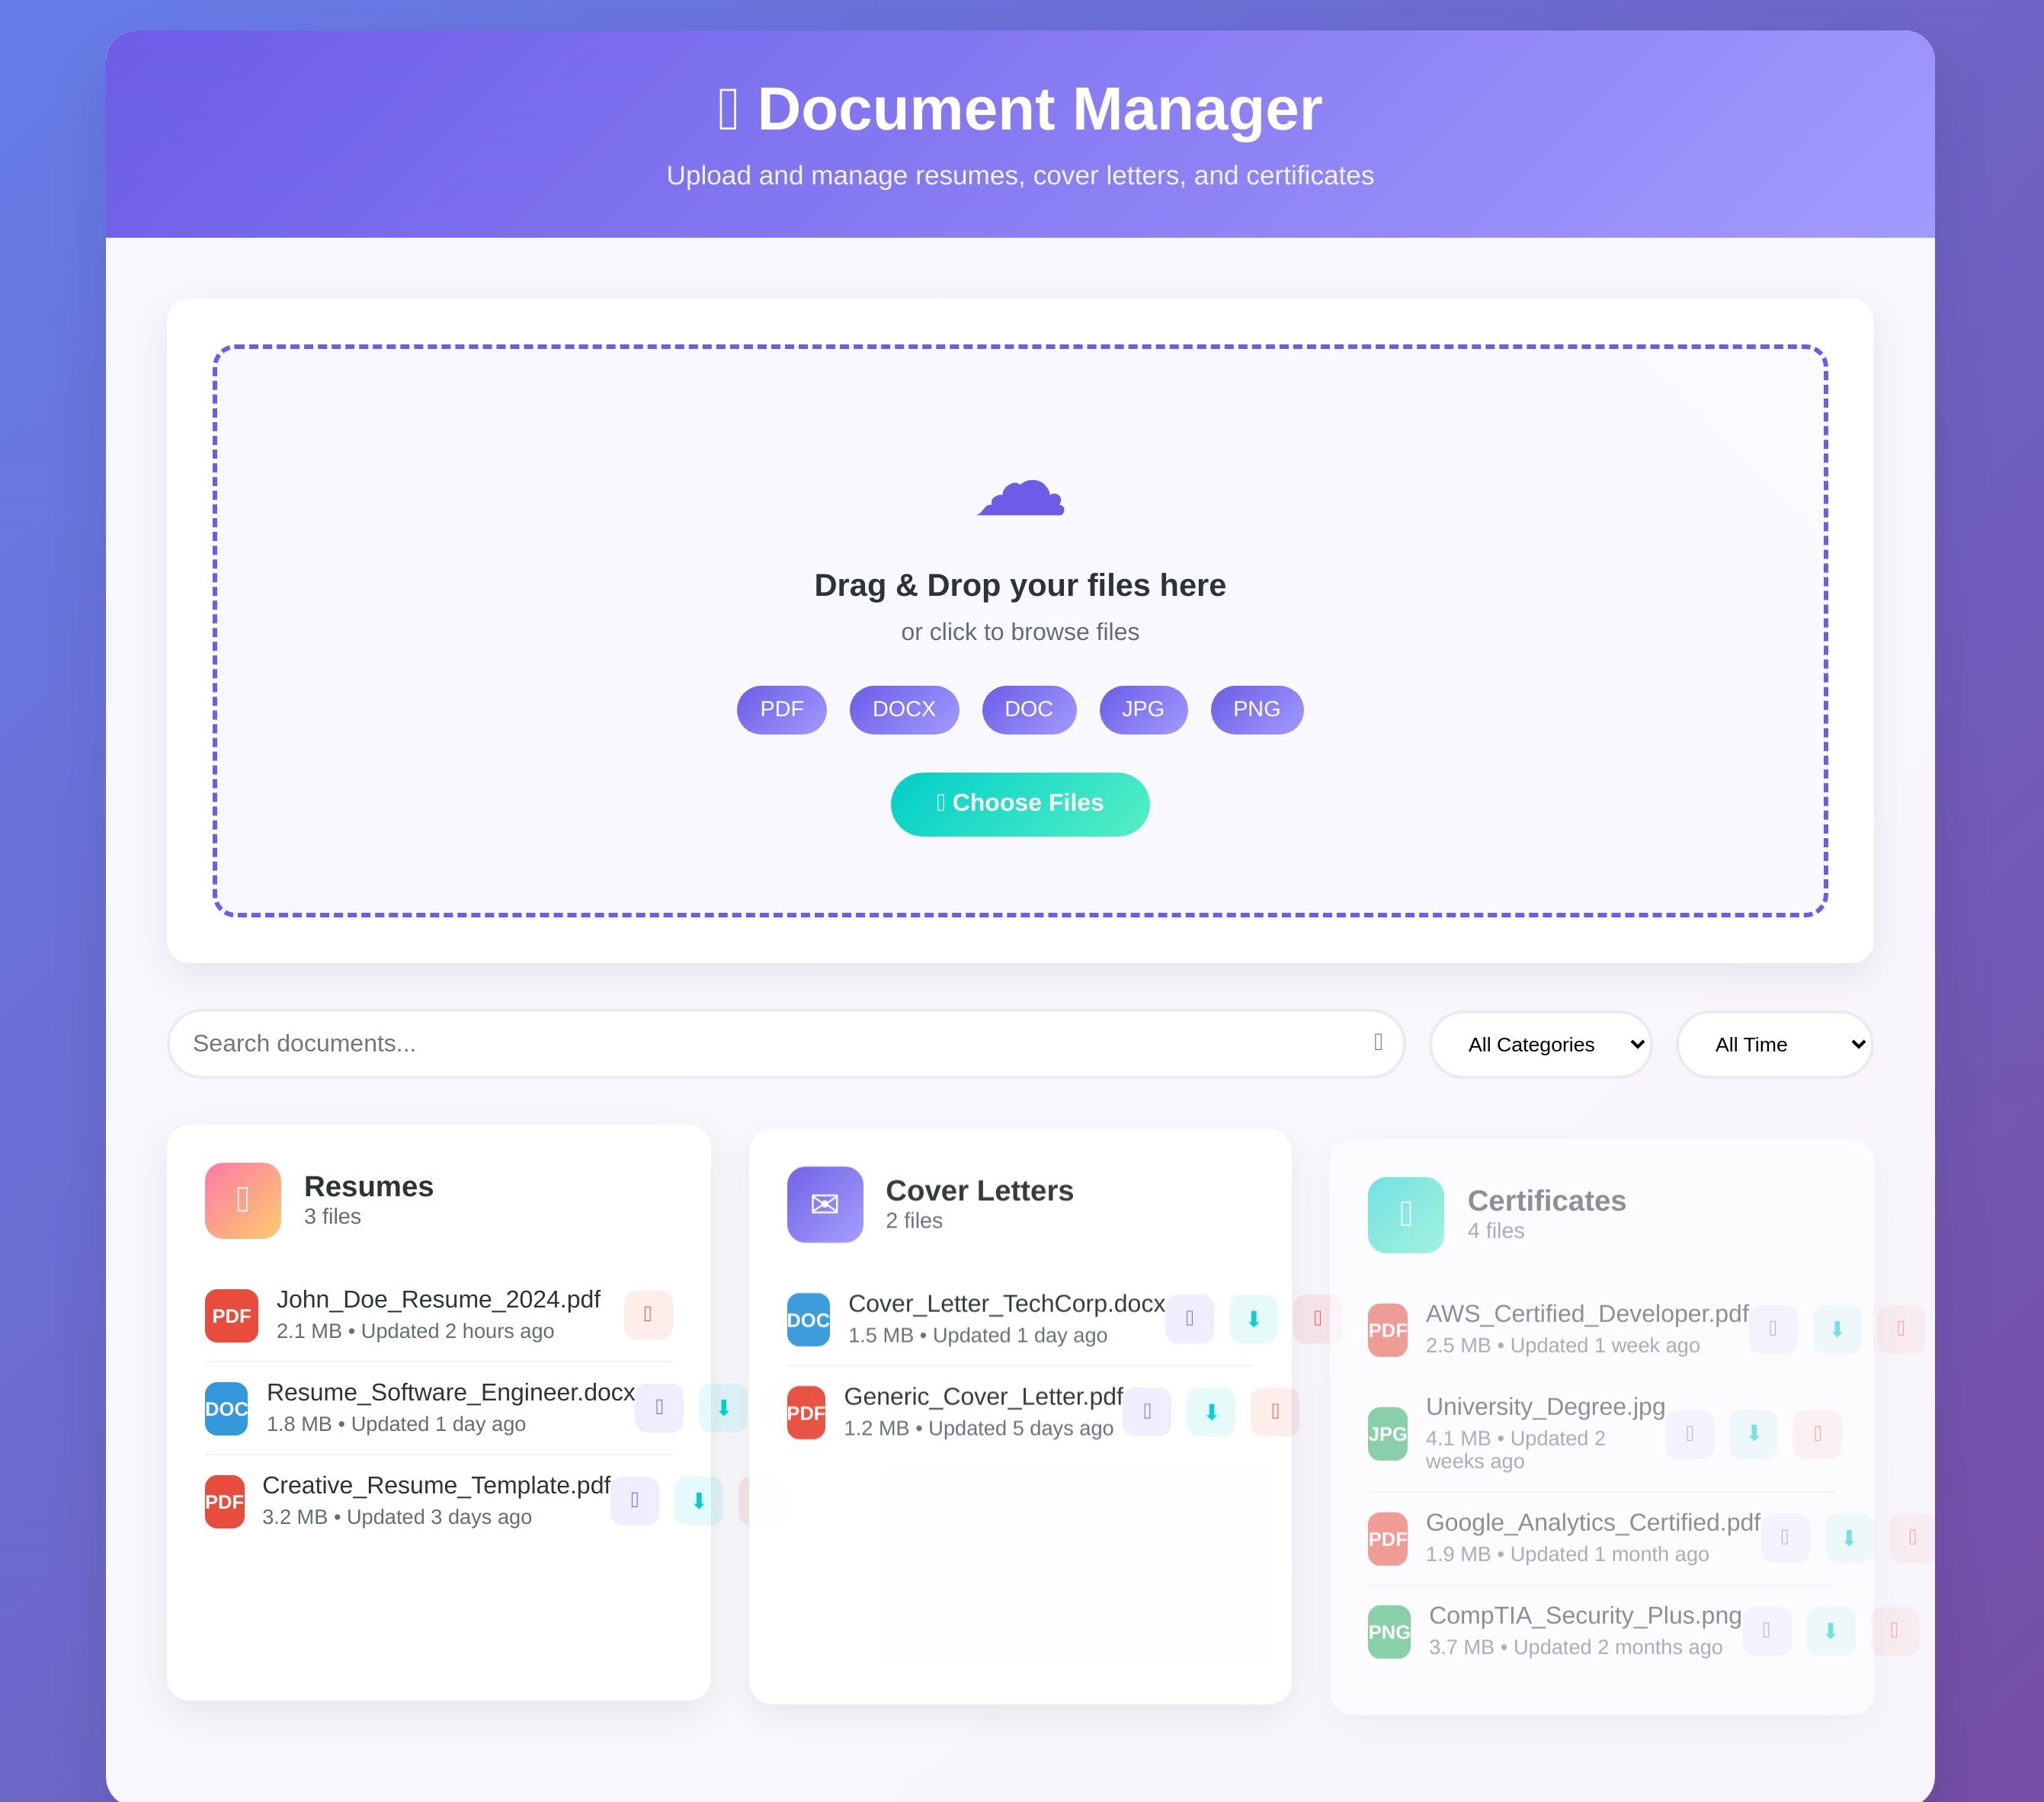 Document Manager
Upload and manage resumes, cover letters, and certificates
Drag & Drop your files here
or click to browse files
PDF DOCX DOC JPG PNG
Choose Files
Search documents...
All Categories
All Time
Resumes
3 files
PDF
John_Doe_Resume_2024.pdf
2.1 MB • Updated 2 hours ago
DOC
Resume_Software_Engineer.docx
1.8 MB • Updated 1 day ago
PDF
Creative_Resume_Template.pdf
3.2 MB • Updated 3 days ago
Cover Letters
2 files
DOC
Cover_Letter_TechCorp.docx
1.5 MB • Updated 1 day ago
PDF
Generic_Cover_Letter.pdf
1.2 MB • Updated 5 days ago
Certificates
4 files
PDF
AWS_Certified_Developer.pdf
2.5 MB • Updated 1 week ago
JPG
University_Degree.jpg
4.1 MB • Updated 2
weeks ago
PDF
Google_Analytics_Certified.pdf
1.9 MB • Updated 1 month ago
PNG
CompTIA_Security_Plus.png
3.7 MB • Updated 2 months ago